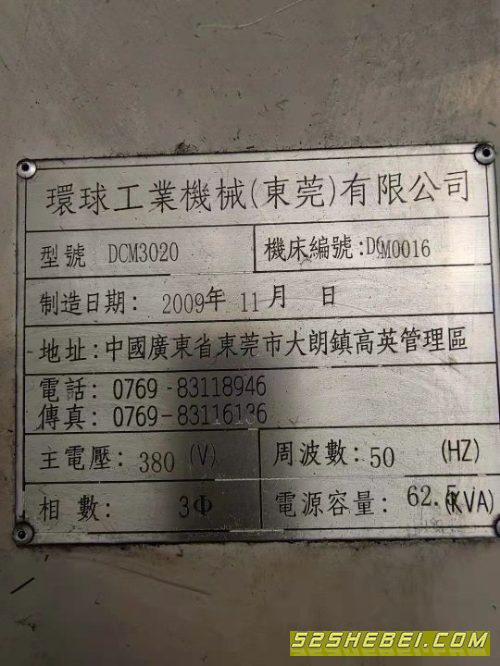 環球工業機械(東莞)有限公司
型號 DCM3020 機床編號:DCM0016
制造日期: 2009年 11月 日
地址:中國廣東省東莞市大朗鎮高英管理區
電話: 0769-83118946
傳真: 0769-83116136
主電壓: 380 (V) 周波數: 50 (HZ)
相數: 3Φ 電源容量: 62.5(KVA)
52SHEBEI.COM